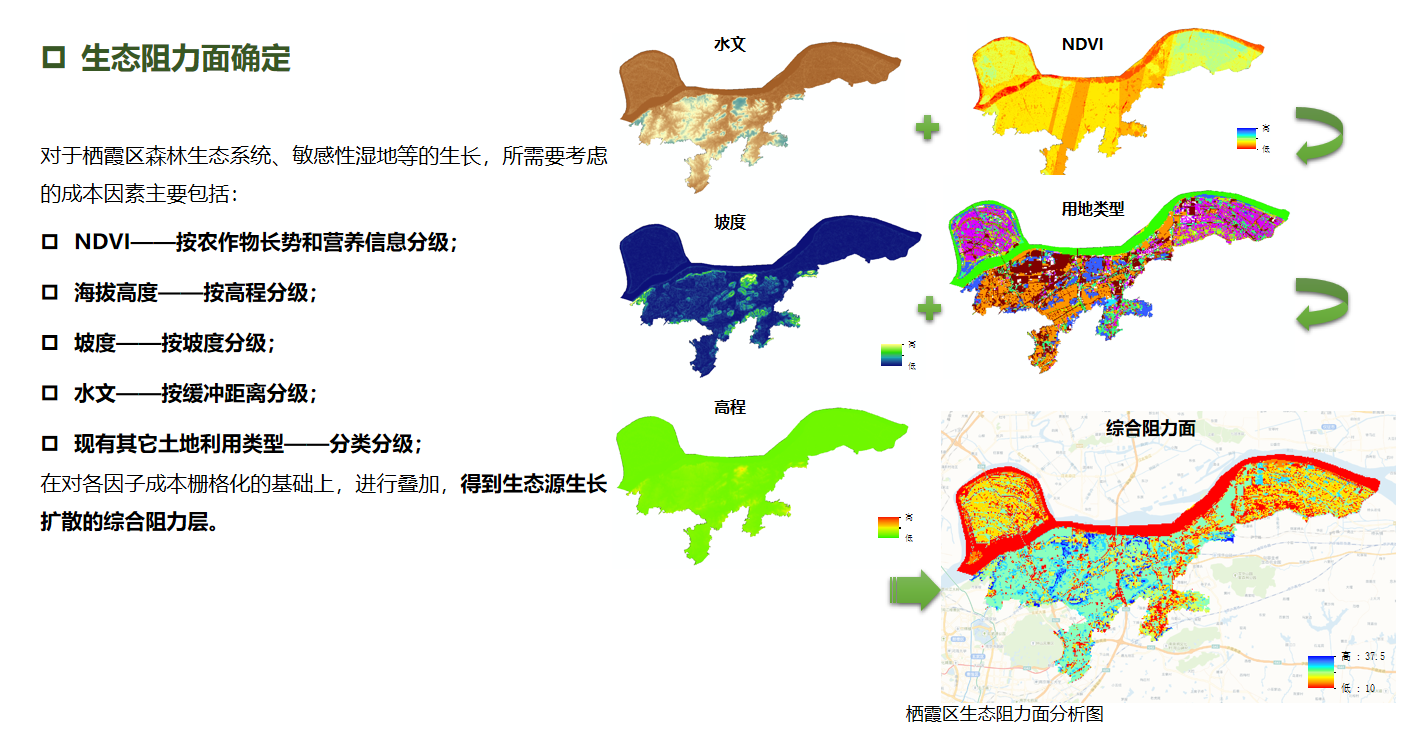 生态阻力面确定
对于栖霞区森林生态系统、敏感性湿地等的生长，所需要考虑
的成本因素主要包括：
NDVI——按农作物长势和营养信息分级；
海拔高度——按高程分级；
坡度——按坡度分级；
水文——按缓冲距离分级；
现有其它土地利用类型——分类分级；
在对各因子成本栅格化的基础上，进行叠加，得到生态源生长
扩散的综合阻力层。
水文
NDVI
高
低
坡度
用地类型
高
低
高程
高
低
综合阻力面
高 : 37.5
低 : 10
栖霞区生态阻力面分析图